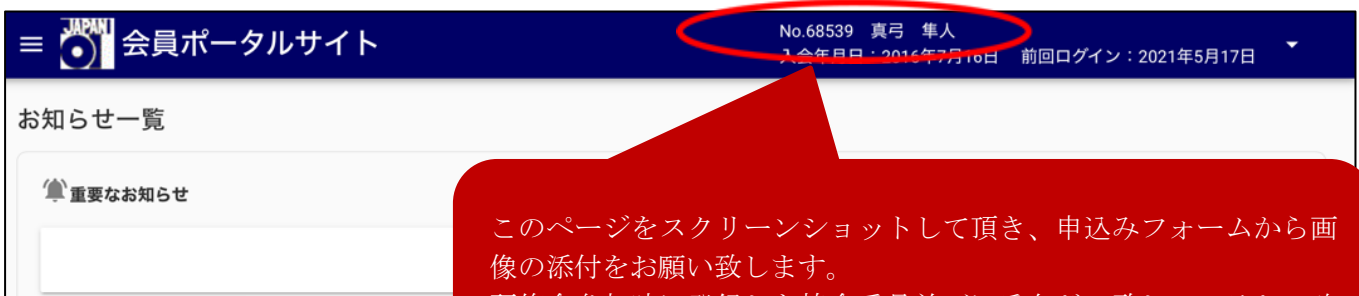 JAPAN
会員ポータルサイト
No.68539 真弓 隼人
入会年月日：2016年7月16日 前回ログイン：2021年5月17日
お知らせ一覧
重要なお知らせ
このページをスクリーンショットして頂き、申込みフォームから画
像の添付をお願い致します。